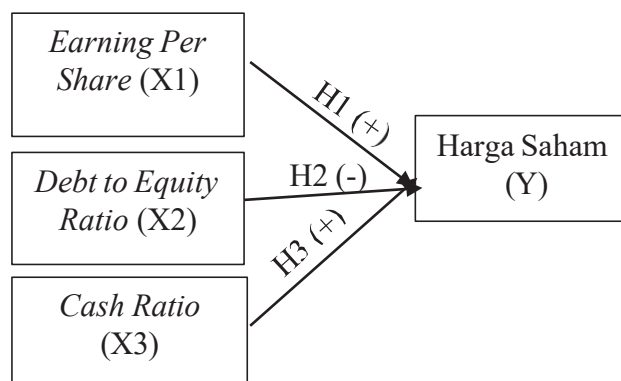 Earning Per
Share (X1)
H1 (+)
Harga Saham
(Y)
Debt to Equity
Ratio (X2)
H2 (-)
H3 (+)
Cash Ratio
(X3)